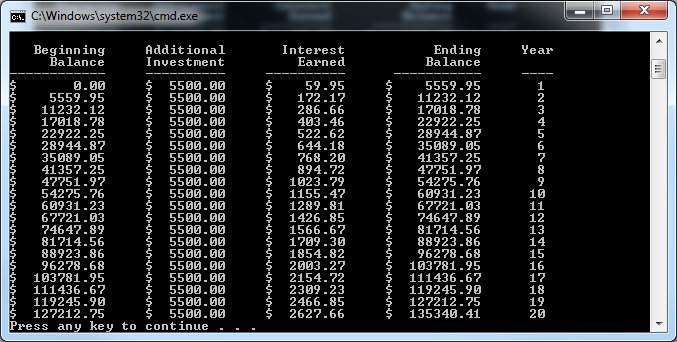 C:\Windows\system32\cmd.exe
Beginning Additional Interest Ending Year
Balance Investment Earned Balance
------------ ---------- ---------- ----------- ----
$ 0.00 $ 5500.00 $ 59.95 $ 5559.95 1
$ 5559.95 $ 5500.00 $ 172.17 $ 11232.12 2
$ 11232.12 $ 5500.00 $ 286.66 $ 17018.78 3
$ 17018.78 $ 5500.00 $ 403.46 $ 22922.25 4
$ 22922.25 $ 5500.00 $ 522.62 $ 28944.87 5
$ 28944.87 $ 5500.00 $ 644.18 $ 35089.05 6
$ 35089.05 $ 5500.00 $ 768.20 $ 41357.25 7
$ 41357.25 $ 5500.00 $ 894.72 $ 47751.97 8
$ 47751.97 $ 5500.00 $ 1023.79 $ 54275.76 9
$ 54275.76 $ 5500.00 $ 1155.47 $ 60931.23 10
$ 60931.23 $ 5500.00 $ 1289.81 $ 67721.03 11
$ 67721.03 $ 5500.00 $ 1426.85 $ 74647.89 12
$ 74647.89 $ 5500.00 $ 1566.67 $ 81714.56 13
$ 81714.56 $ 5500.00 $ 1709.30 $ 88923.86 14
$ 88923.86 $ 5500.00 $ 1854.82 $ 96278.68 15
$ 96278.68 $ 5500.00 $ 2003.27 $ 103781.95 16
$ 103781.95 $ 5500.00 $ 2154.72 $ 111436.67 17
$ 111436.67 $ 5500.00 $ 2309.23 $ 119245.90 18
$ 119245.90 $ 5500.00 $ 2466.85 $ 127212.75 19
$ 127212.75 $ 5500.00 $ 2627.66 $ 135340.41 20
Press any key to continue . . .